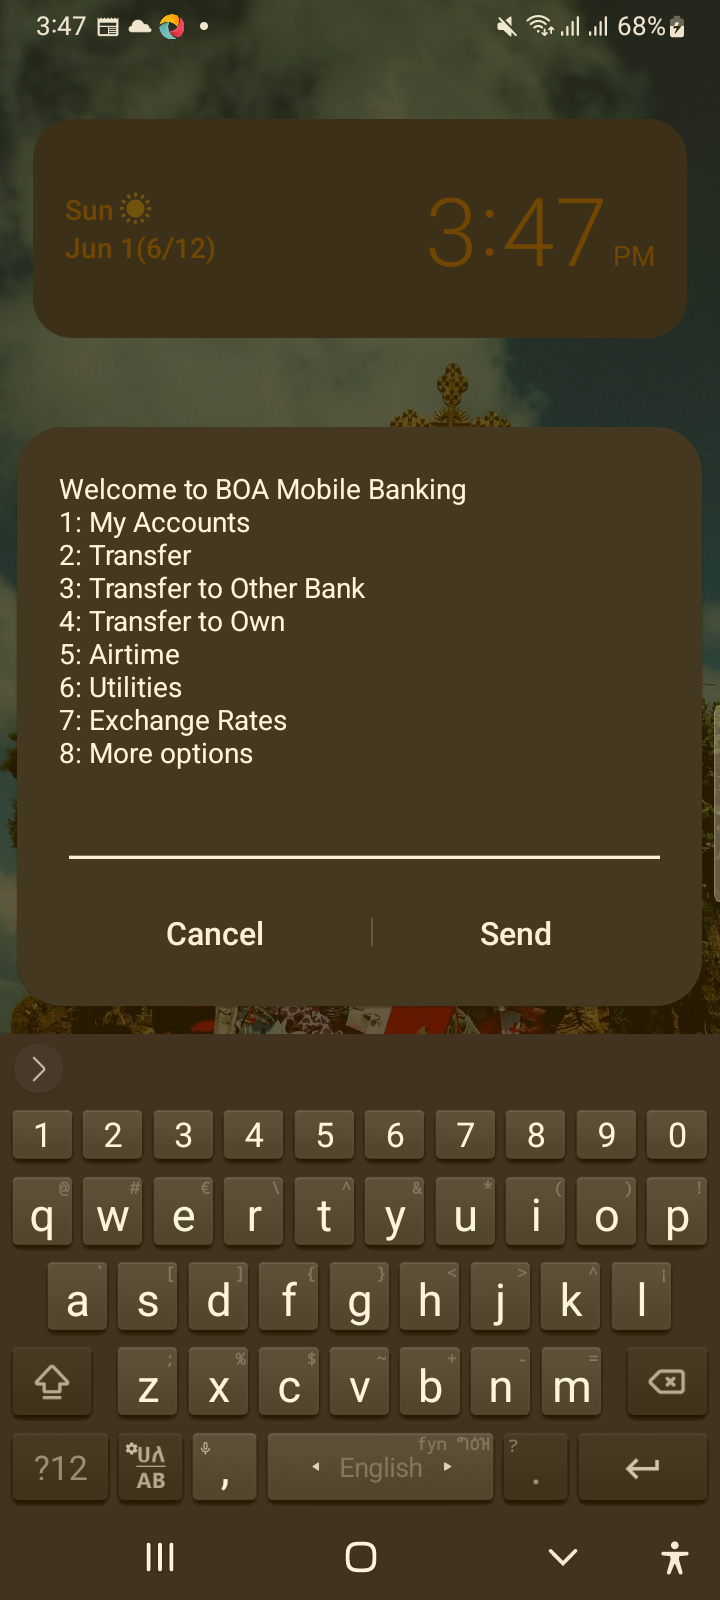 3:47
68%
Sun
Jun 1(6/12)
3:47 PM
Welcome to BOA Mobile Banking
1: My Accounts
2: Transfer
3: Transfer to Other Bank
4: Transfer to Own
5: Airtime
6: Utilities
7: Exchange Rates
8: More options
Cancel
Send
1 2 3 4 5 6 7 8 9 0
@ # € \ ^ & * ( ) !
q w e r t y u i o p
` [ ] { } < > ^ ¡
a s d f g h j k l
; % $ ~ + - =
z x c v b n m
?12
AB
,
fyn
English
?
.